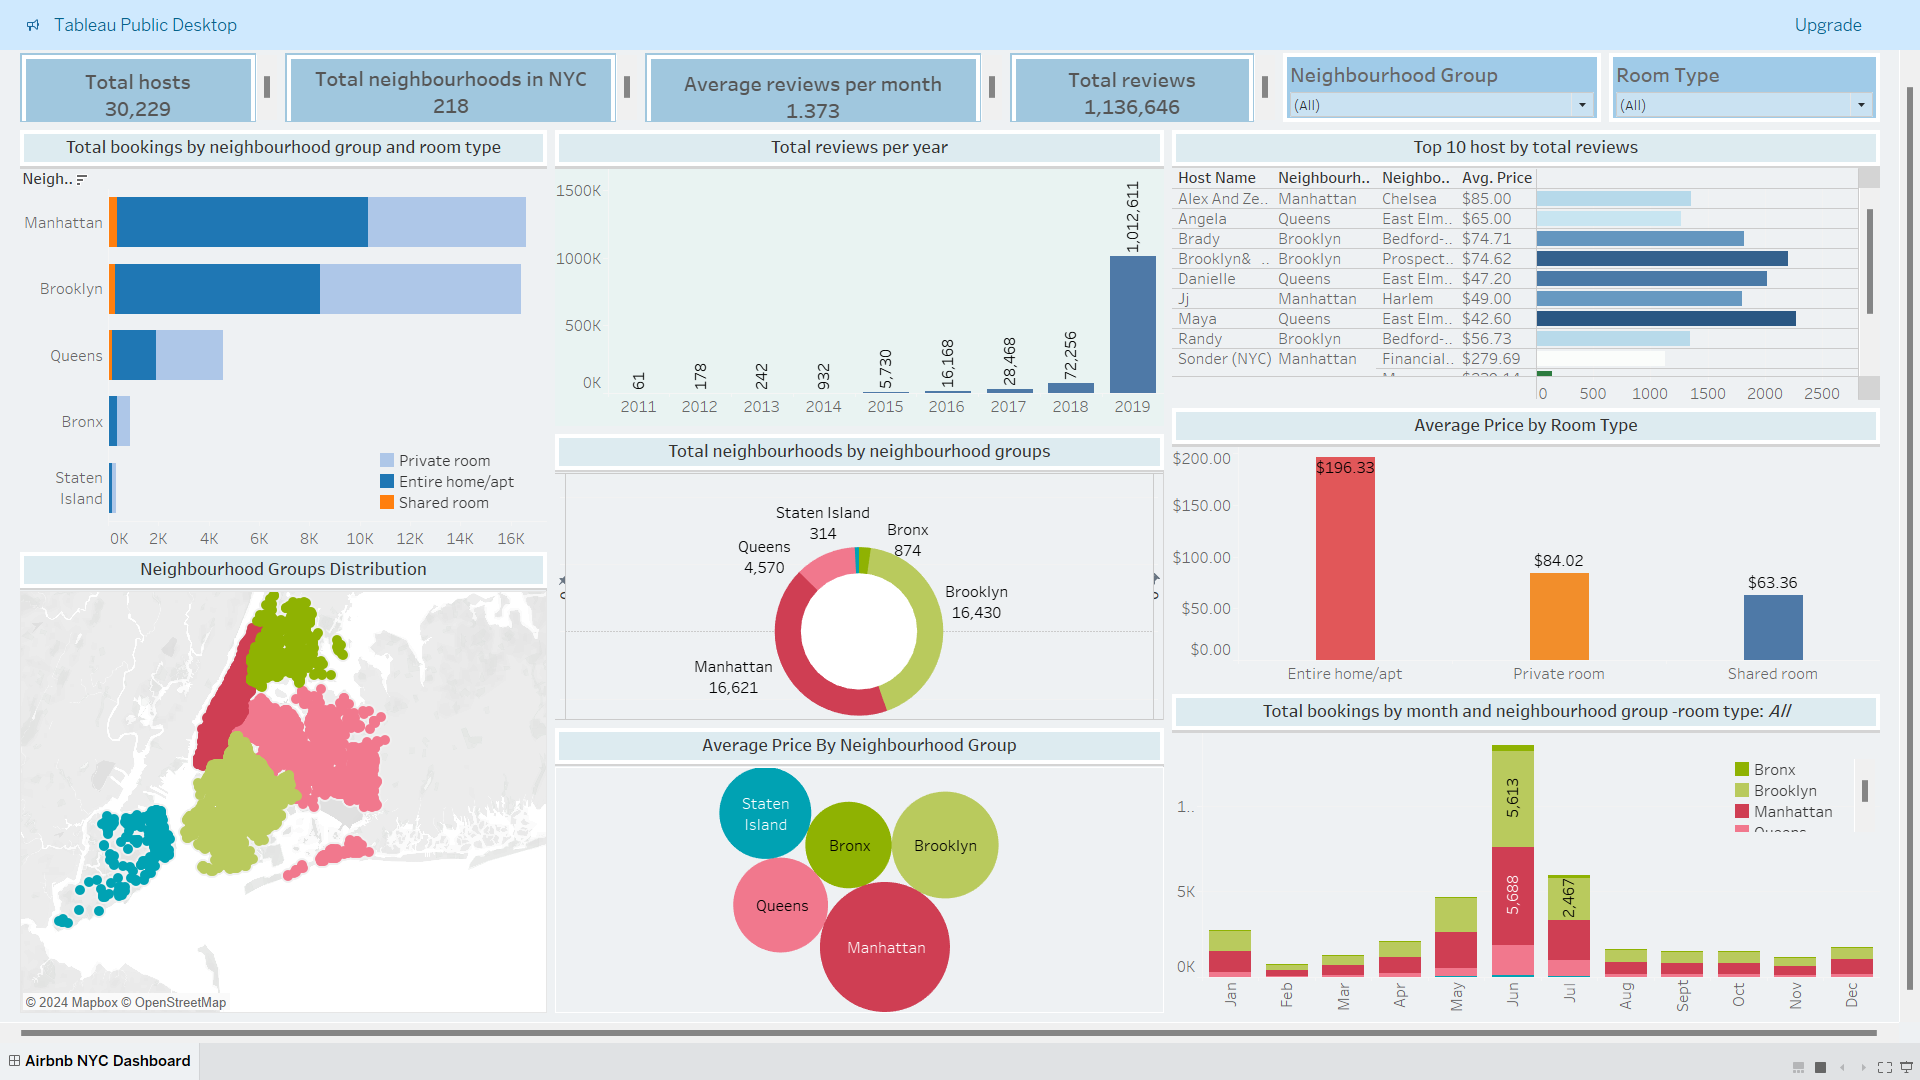 Tableau Public Desktop
Upgrade
Total hosts
30,229
Total neighbourhoods in NYC
218
Average reviews per month
1.373
Total reviews
1,136,646
Neighbourhood Group
(All)
Room Type
(All)
Total bookings by neighbourhood group and room type
Neigh..
Manhattan
Brooklyn
Queens
Bronx
Staten
Island
Private room
Entire home/apt
Shared room
0K 2K 4K 6K 8K 10K 12K 14K 16K
Neighbourhood Groups Distribution
© 2024 Mapbox © OpenStreetMap
Total reviews per year
1500K
1000K
500K
0K
61
178
242
932
5,730
16,168
28,468
72,256
1,012,611
2011 2012 2013 2014 2015 2016 2017 2018 2019
Total neighbourhoods by neighbourhood groups
Staten Island
314
Bronx
874
Queens
4,570
Brooklyn
16,430
Manhattan
16,621
Average Price By Neighbourhood Group
Staten
Island
Bronx
Brooklyn
Queens
Manhattan
Top 10 host by total reviews
Host Name Neighbourh.. Neighbo.. Avg. Price
Alex And Ze.. Manhattan Chelsea $85.00
Angela Queens East Elm.. $65.00
Brady Brooklyn Bedford-.. $74.71
Brooklyn& .. Brooklyn Prospect.. $74.62
Danielle Queens East Elm.. $47.20
Jj Manhattan Harlem $49.00
Maya Queens East Elm.. $42.60
Randy Brooklyn Bedford-.. $56.73
Sonder (NYC) Manhattan Financial.. $279.69
0 500 1000 1500 2000 2500
Average Price by Room Type
$200.00
$150.00
$100.00
$50.00
$0.00
$196.33
$84.02
$63.36
Entire home/apt Private room Shared room
Total bookings by month and neighbourhood group -room type: All
1..
5K
0K
5,613
5,688
2,467
Bronx
Brooklyn
Manhattan
Queens
Jan Feb Mar Apr May Jun Jul Aug Sept Oct Nov Dec
Airbnb NYC Dashboard